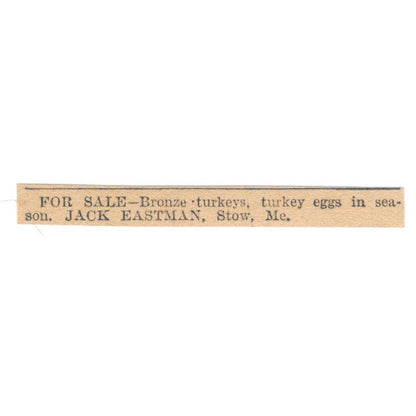 FOR SALE—Bronze turkeys, turkey eggs in sea-
son. JACK EASTMAN, Stow, Me.